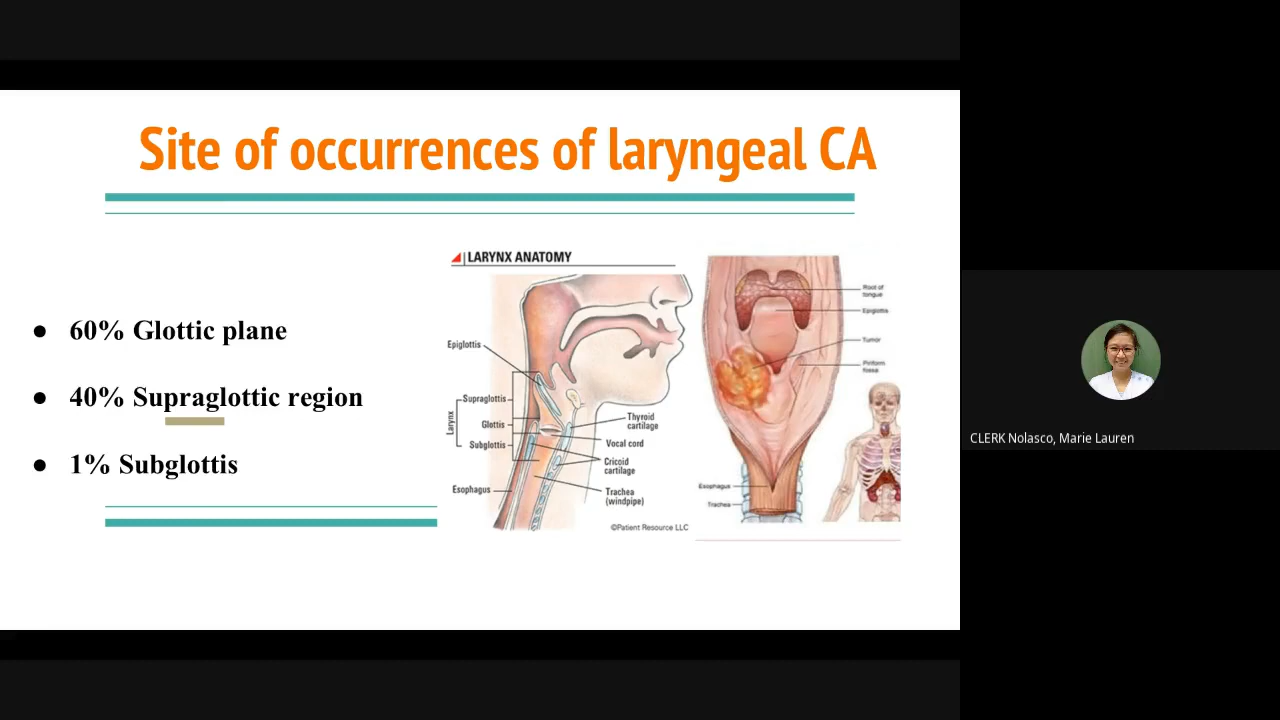 Site of occurrences of laryngeal CA
● 60% Glottic plane
● 40% Supraglottic region
● 1% Subglottis
LARYNX ANATOMY
Epiglottis
Supraglottis
Larynx
Glottis
Subglottis
Esophagus
Thyroid
cartilage
Vocal cord
Cricoid
cartilage
Trachea
(windpipe)
©Patient Resource LLC
Root of
tongue
Epiglottis
Tumor
Piriform
fossa
Esophagus
Trachea
CLERK Nolasco, Marie Lauren